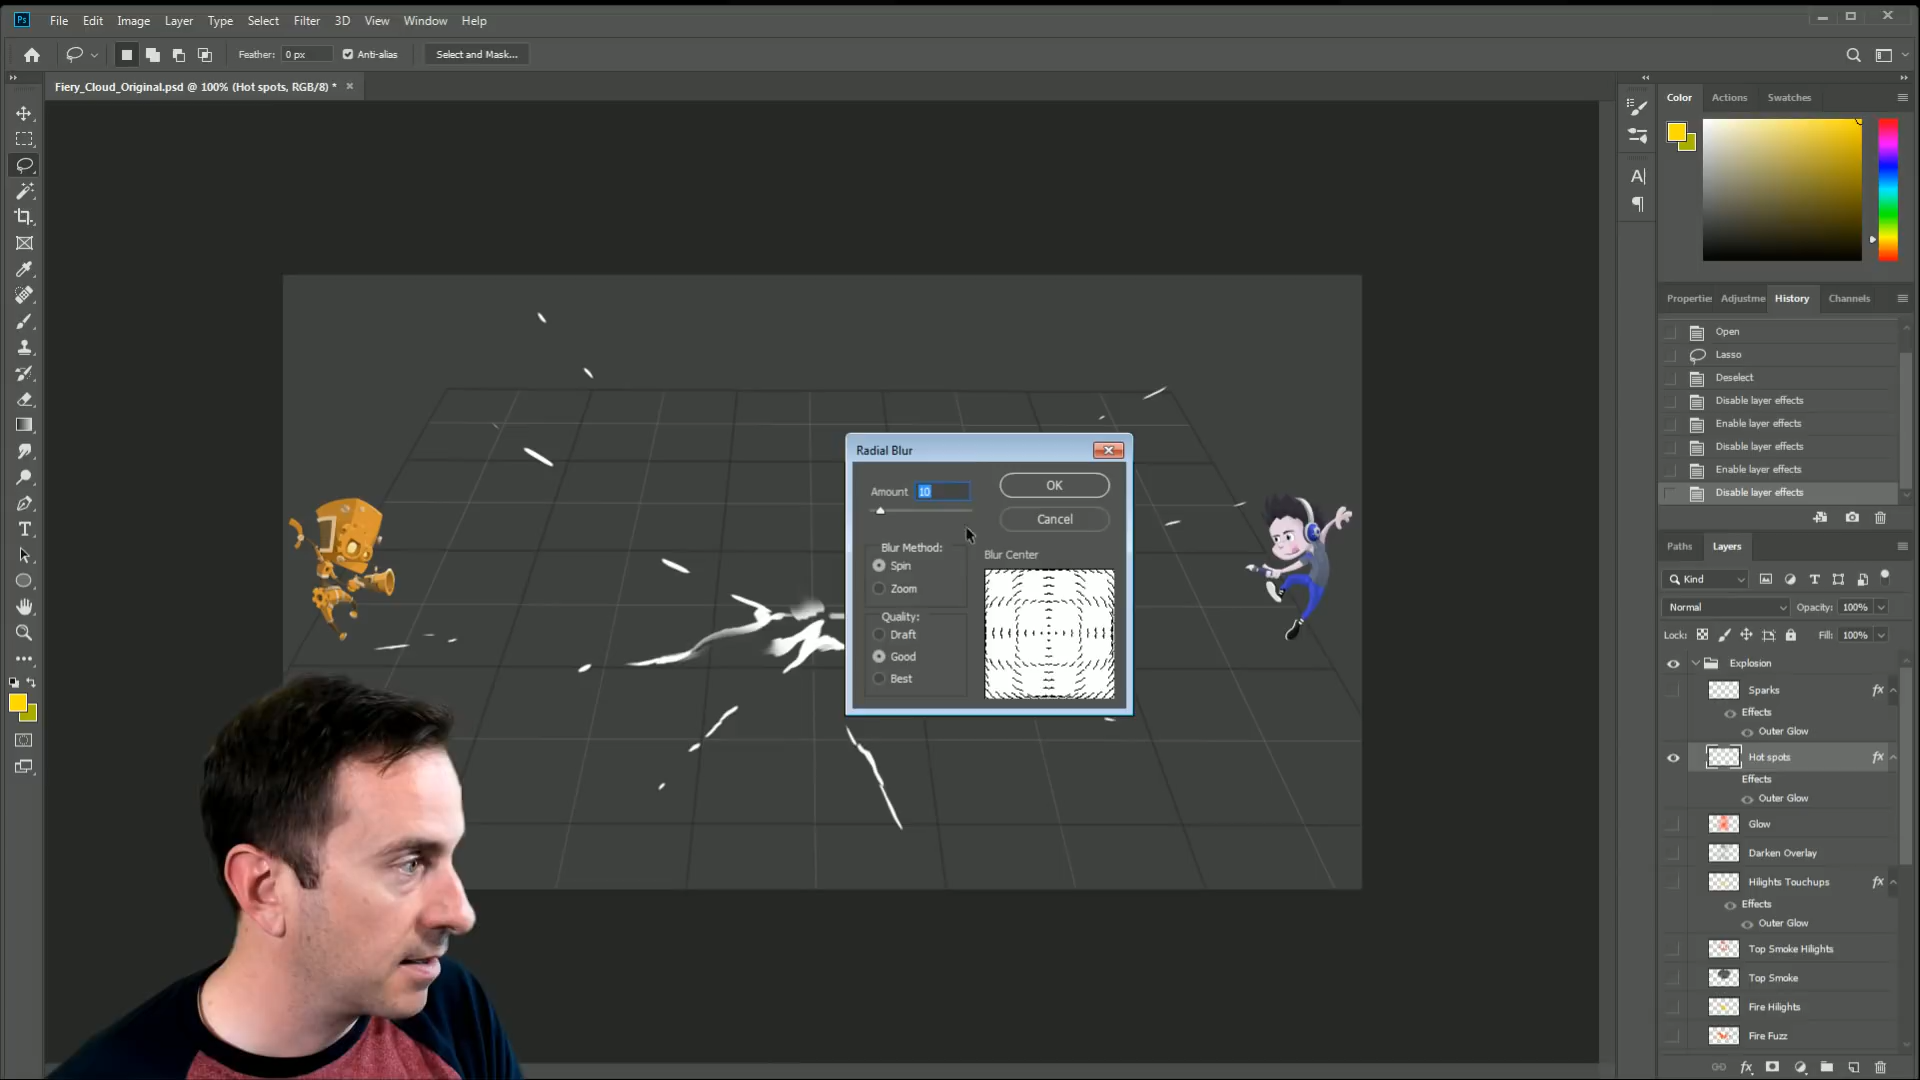 Ps File Edit Image Layer Type Select Filter 3D View Window Help
Feather: 0 px Anti-alias Select and Mask...
Fiery_Cloud_Original.psd @ 100% (Hot spots, RGB/8) *
Color Actions Swatches
Propertie Adjustme History Channels
Open
Lasso
Deselect
Disable layer effects
Enable layer effects
Disable layer effects
Enable layer effects
Disable layer effects
Paths Layers
Kind
Normal Opacity: 100%
Lock: Fill: 100%
Explosion
Sparks fx
Effects
Outer Glow
Hot spots fx
Effects
Outer Glow
Glow
Darken Overlay
Hilights Touchups fx
Effects
Outer Glow
Top Smoke Hilights
Top Smoke
Fire Hilights
Fire Fuzz
fx
Radial Blur
Amount 10
OK
Cancel
Blur Method:
Spin
Zoom
Quality:
Draft
Good
Best
Blur Center